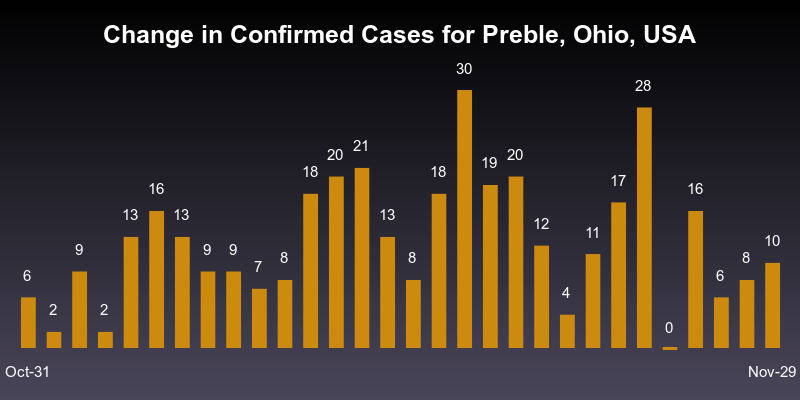 Change in Confirmed Cases for Preble, Ohio, USA
6 2 9 2 13 16 13 9 9 7 8 18 20 21 13 8 18 30 19 20 12 4 11 17 28 0 16 6 8 10
Oct-31 Nov-29